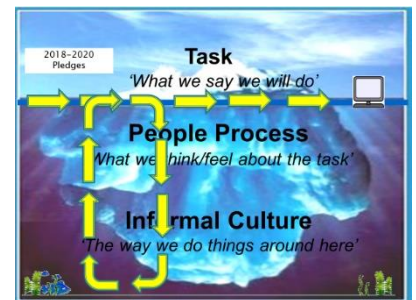 2018-2020
Pledges
Task
‘What we say we will do’
People Process
‘What we think/feel about the task’
Informal Culture
‘The way we do things around here’